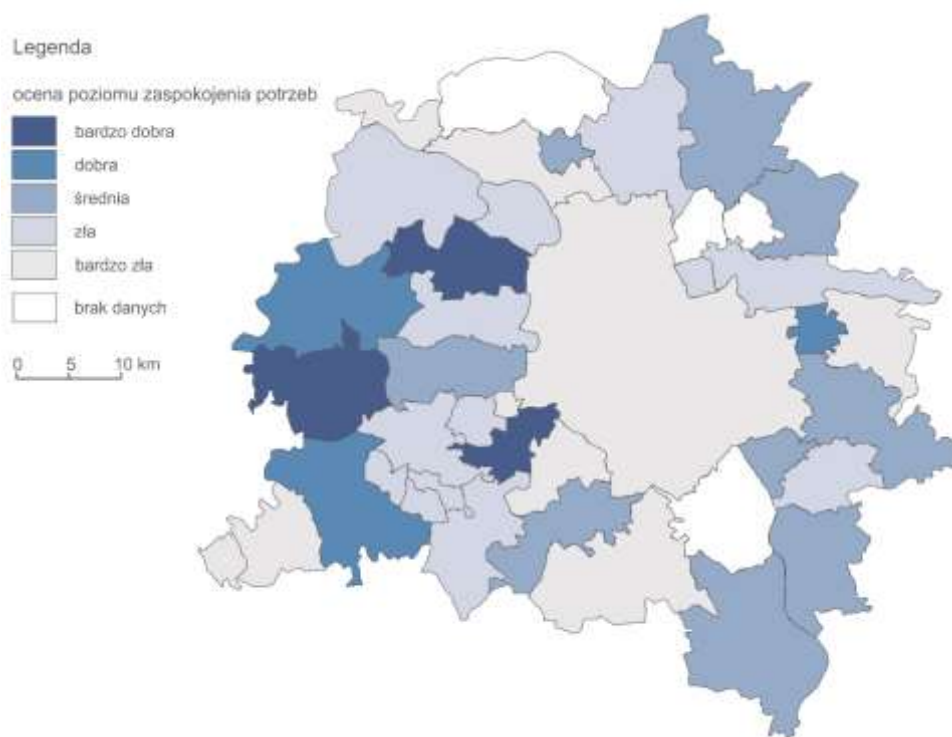 Legenda
ocena poziomu zaspokojenia potrzeb
bardzo dobra
dobra
średnia
zła
bardzo zła
brak danych
0 5 10 km